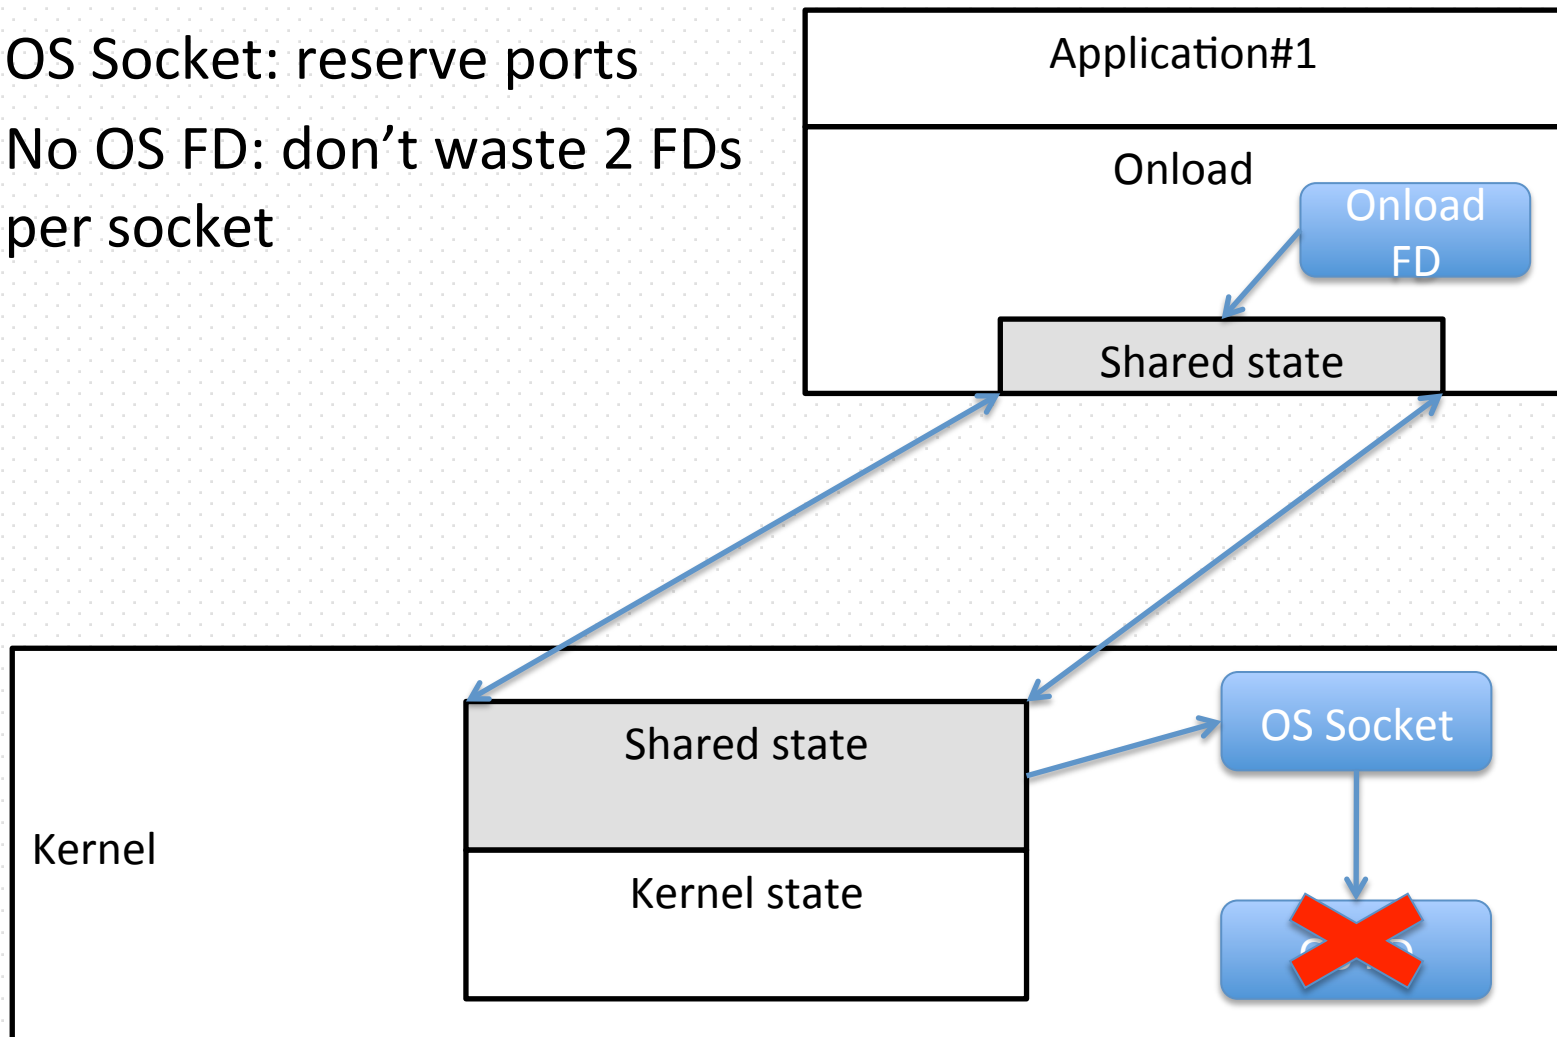 OS Socket: reserve ports
No OS FD: don’t waste 2 FDs
per socket
Application#1
Onload
Onload
FD
Shared state
Kernel
Shared state
Kernel state
OS Socket